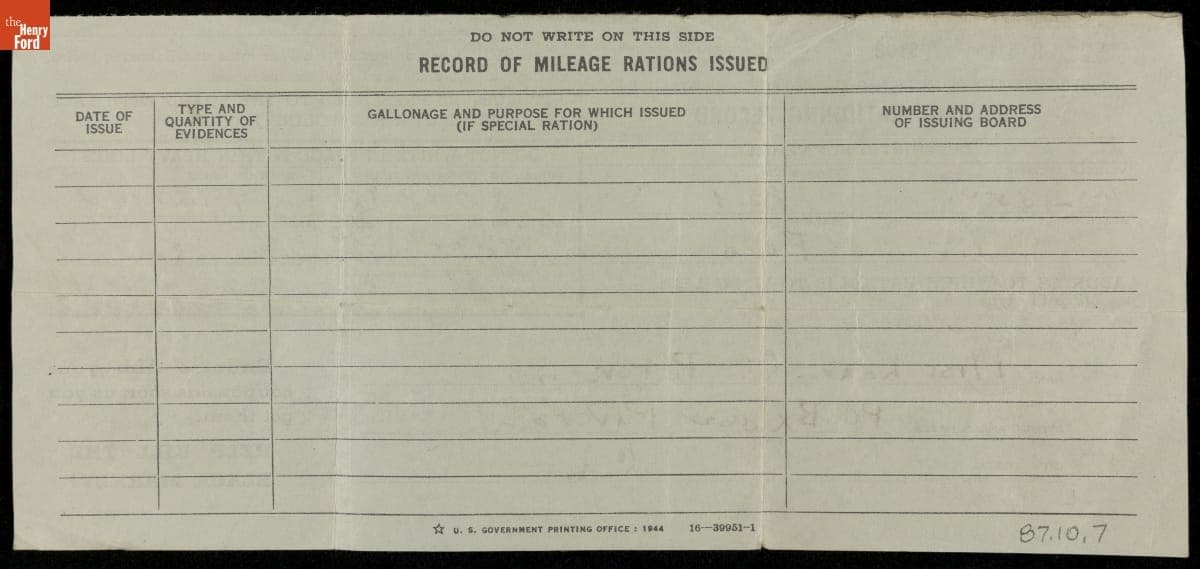 the
Henry
Ford
DO NOT WRITE ON THIS SIDE
RECORD OF MILEAGE RATIONS ISSUED
DATE OF
ISSUE
TYPE AND
QUANTITY OF
EVIDENCES
GALLONAGE AND PURPOSE FOR WHICH ISSUED
(IF SPECIAL RATION)
NUMBER AND ADDRESS
OF ISSUING BOARD
☆ U. S. GOVERNMENT PRINTING OFFICE : 1944 16—39951-1
87.10.7